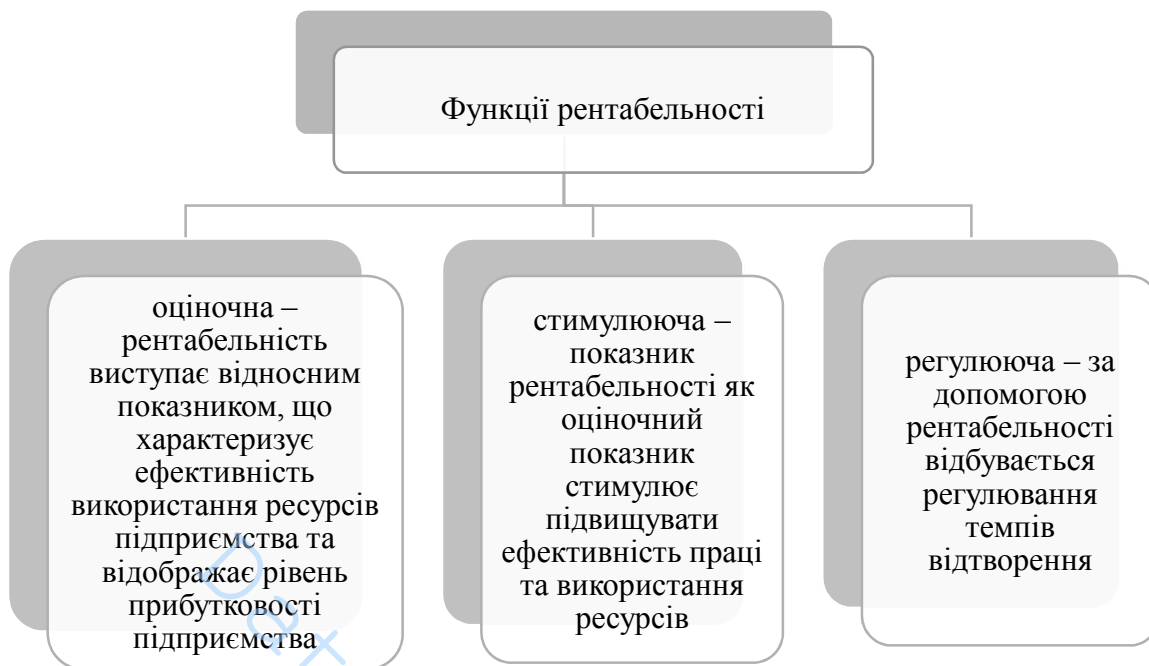 Функції рентабельності
оціночна –
рентабельність
виступає відносним
показником, що
характеризує
ефективність
використання ресурсів
підприємства та
відображає рівень
прибутковості
підприємства
стимулююча –
показник
рентабельності як
оціночний
показник
стимулює
підвищувати
ефективність праці
та використання
ресурсів
регулююча – за
допомогою
рентабельності
відбувається
регулювання
темпів
відтворення